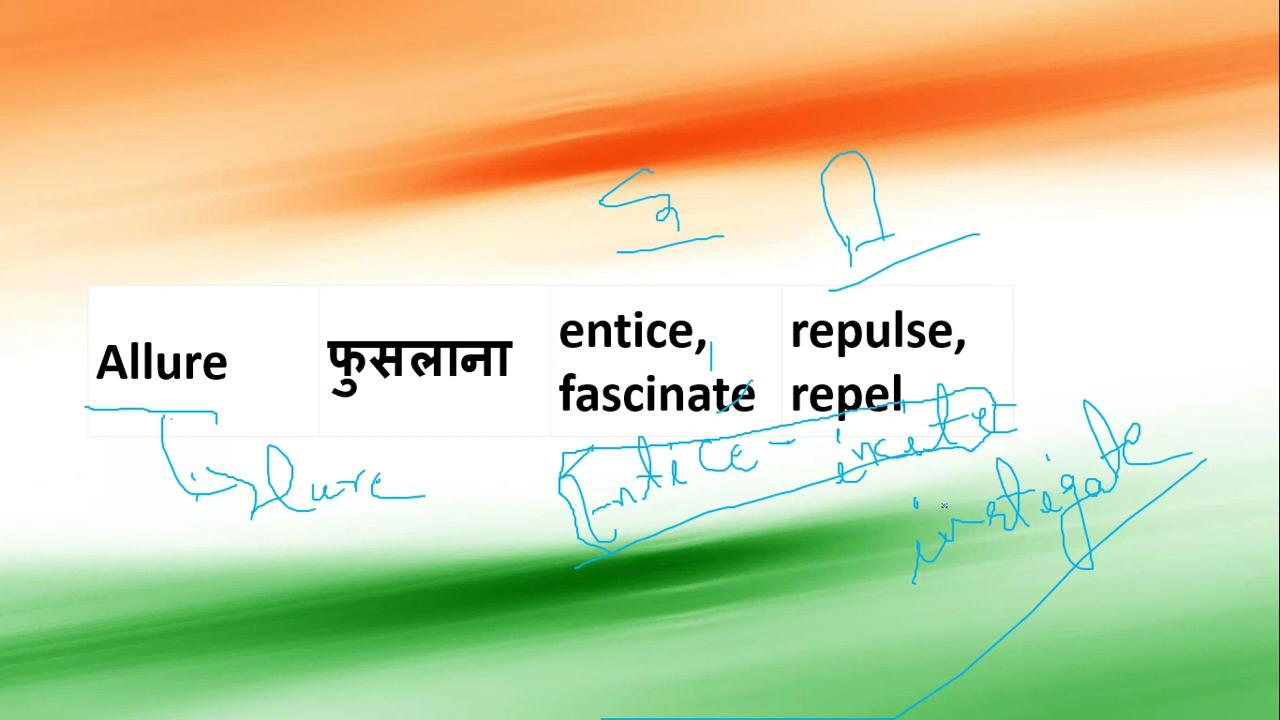 Allure
फुसलाना
entice,
fascinate
repulse,
repel
lure
Entice - incite
instigate